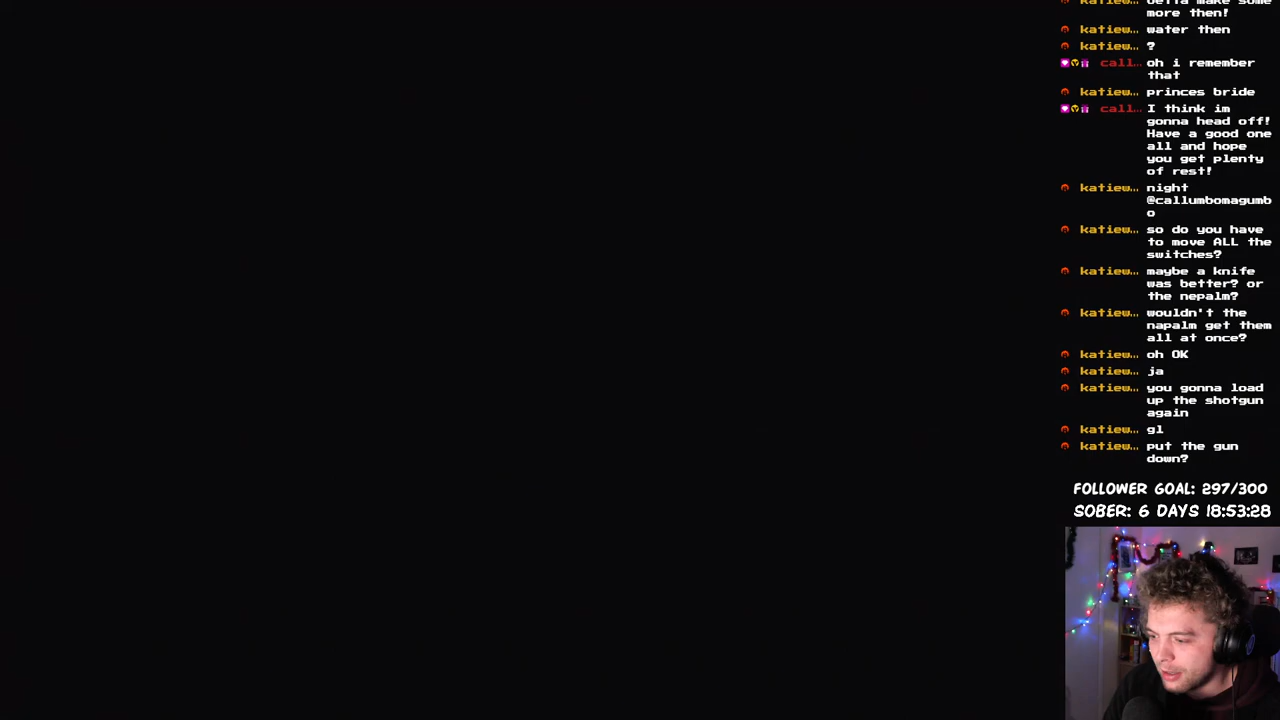 more then!
katiew… water then
katiew… ?
call… oh i remember
that
katiew… princes bride
call… I think im
gonna head off!
Have a good one
all and hope
you get plenty
of rest!
katiew… night
@callumbomagumb
o
katiew… so do you have
to move ALL the
switches?
katiew… maybe a knife
was better? or
the nepalm?
katiew… wouldn't the
napalm get them
all at once?
katiew… oh OK
katiew… ja
katiew… you gonna load
up the shotgun
again
katiew… gl
katiew… put the gun
down?
FOLLOWER GOAL: 297/300
SOBER: 6 DAYS 18:53:28